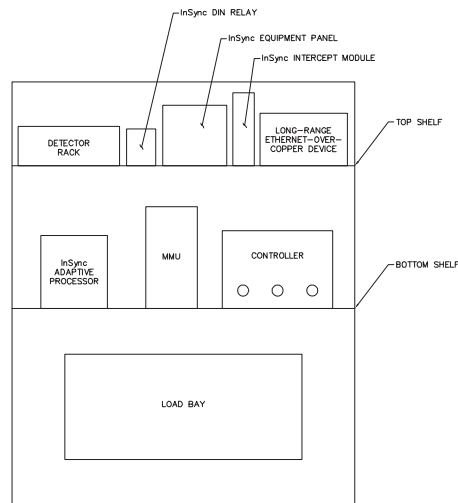 InSync DIN RELAY
InSync EQUIPMENT PANEL
InSync INTERCEPT MODULE
DETECTOR
RACK
LONG-RANGE
ETHERNET-OVER-
COPPER DEVICE
TOP SHELF
InSync
ADAPTIVE
PROCESSOR
MMU
CONTROLLER
BOTTOM SHELF
LOAD BAY